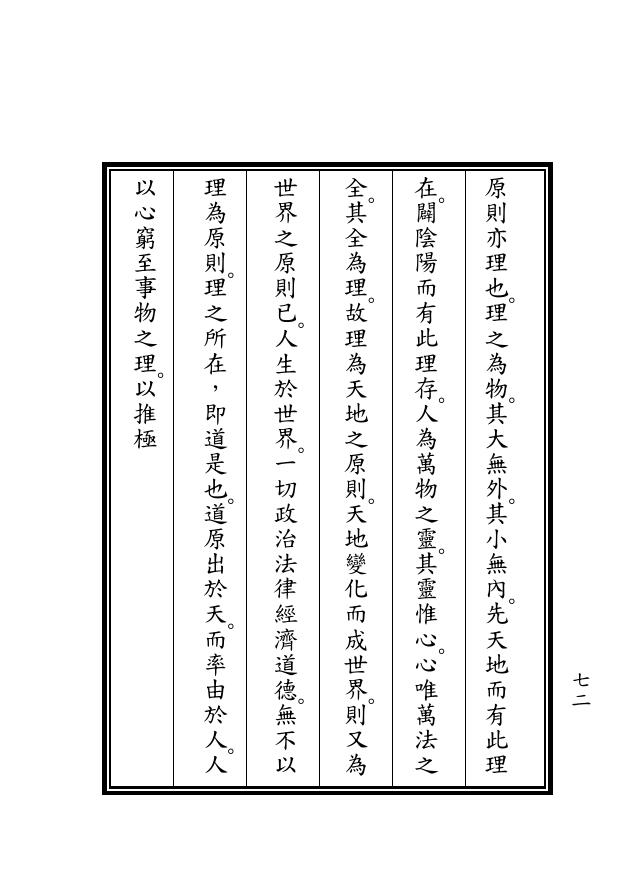 原則亦理也。理之為物。其大無外。其小無內。先天地而有此理
在。闢陰陽而有此理存。人為萬物之靈。其靈惟心。心唯萬法之
全。其全為理。故理為天地之原則。天地變化而成世界。則又為
世界之原則已。人生於世界。一切政治法律經濟道德。無不以
理為原則。理之所在，即道是也。道原出於天。而率由於人。人
以心窮至事物之理。以推極
七二